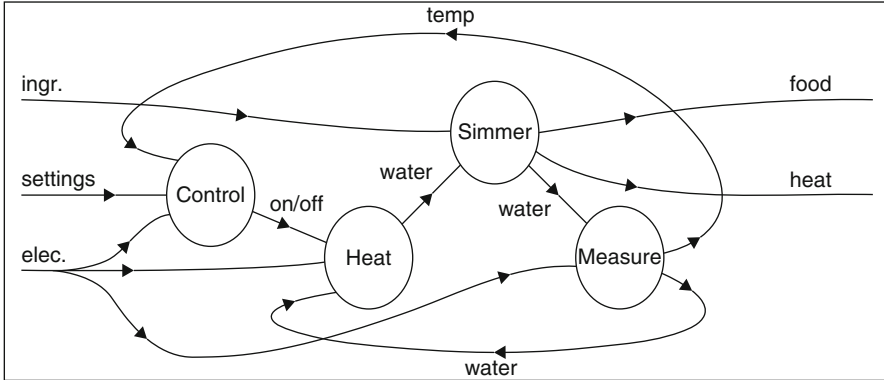 temp
ingr.
food
Simmer
water
settings
Control
heat
on/off
water
elec.
Heat
Measure
water